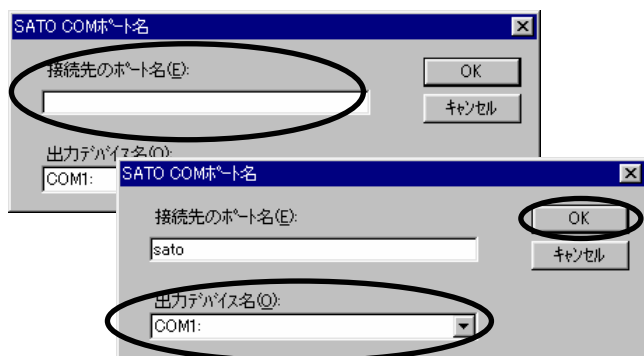 SATO COMﾎﾟｰﾄ名
接続先のﾎﾟｰﾄ名(E):
OK
ｷｬﾝｾﾙ
出力ﾃﾞﾊﾞｲｽ名(O):
COM1:
SATO COMﾎﾟｰﾄ名
接続先のﾎﾟｰﾄ名(E):
OK
sato
ｷｬﾝｾﾙ
出力ﾃﾞﾊﾞｲｽ名(O):
COM1: